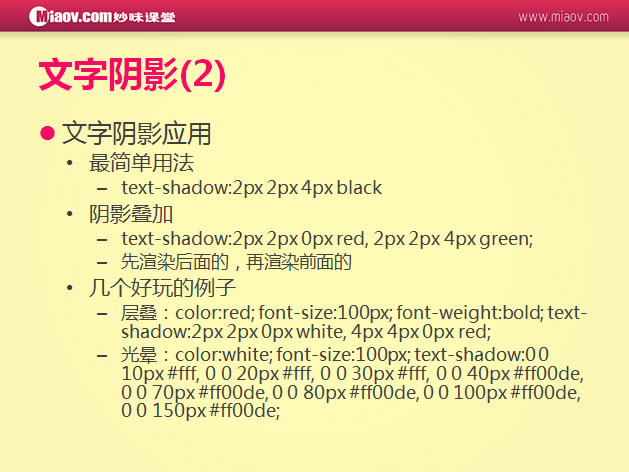 Miaov.com妙味课堂
www.miaov.com
文字阴影(2)
文字阴影应用
• 最简单用法
– text-shadow:2px 2px 4px black
• 阴影叠加
– text-shadow:2px 2px 0px red, 2px 2px 4px green;
– 先渲染后面的，再渲染前面的
• 几个好玩的例子
– 层叠：color:red; font-size:100px; font-weight:bold; text-
shadow:2px 2px 0px white, 4px 4px 0px red;
– 光晕：color:white; font-size:100px; text-shadow:0 0
10px #fff, 0 0 20px #fff, 0 0 30px #fff, 0 0 40px #ff00de,
0 0 70px #ff00de, 0 0 80px #ff00de, 0 0 100px #ff00de,
0 0 150px #ff00de;